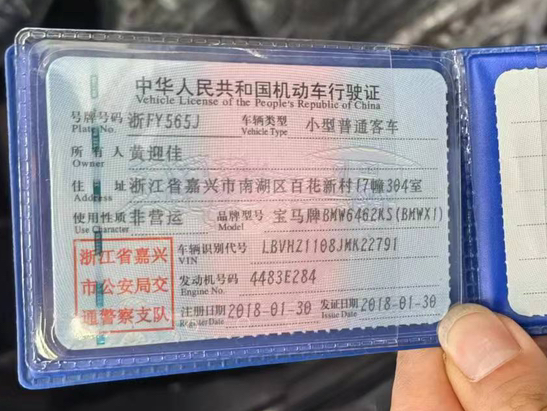 中华人民共和国机动车行驶证
Vehicle License of the People's Republic of China
号牌号码 浙FY565J 车辆类型 小型普通客车
Plate No. Vehicle Type
所有人 黄迎佳
Owner
住址 浙江省嘉兴市南湖区百花新村17幢304室
Address
使用性质 非营运 品牌型号 宝马牌BMW6462KS(BMWX1)
Use Character Model
浙江省嘉兴
市公安局交
通警察支队
车辆识别代号 LBVHZ1108JMK22791
VIN
发动机号码 4483E284
Engine No.
注册日期 2018-01-30 发证日期 2018-01-30
Register Date Issue Date